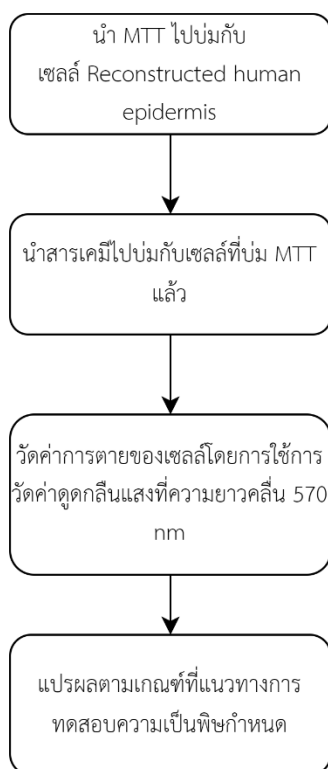 นำ MTT ไปบ่มกับ
เซลล์ Reconstructed human
epidermis
นำสารเคมีไปบ่มกับเซลล์ที่บ่ม MTT
แล้ว
วัดค่าการตายของเซลล์โดยการใช้การ
วัดค่าดูดกลืนแสงที่ความยาวคลื่น 570
nm
แปรผลตามเกณฑ์ที่แนวทางการ
ทดสอบความเป็นพิษกำหนด